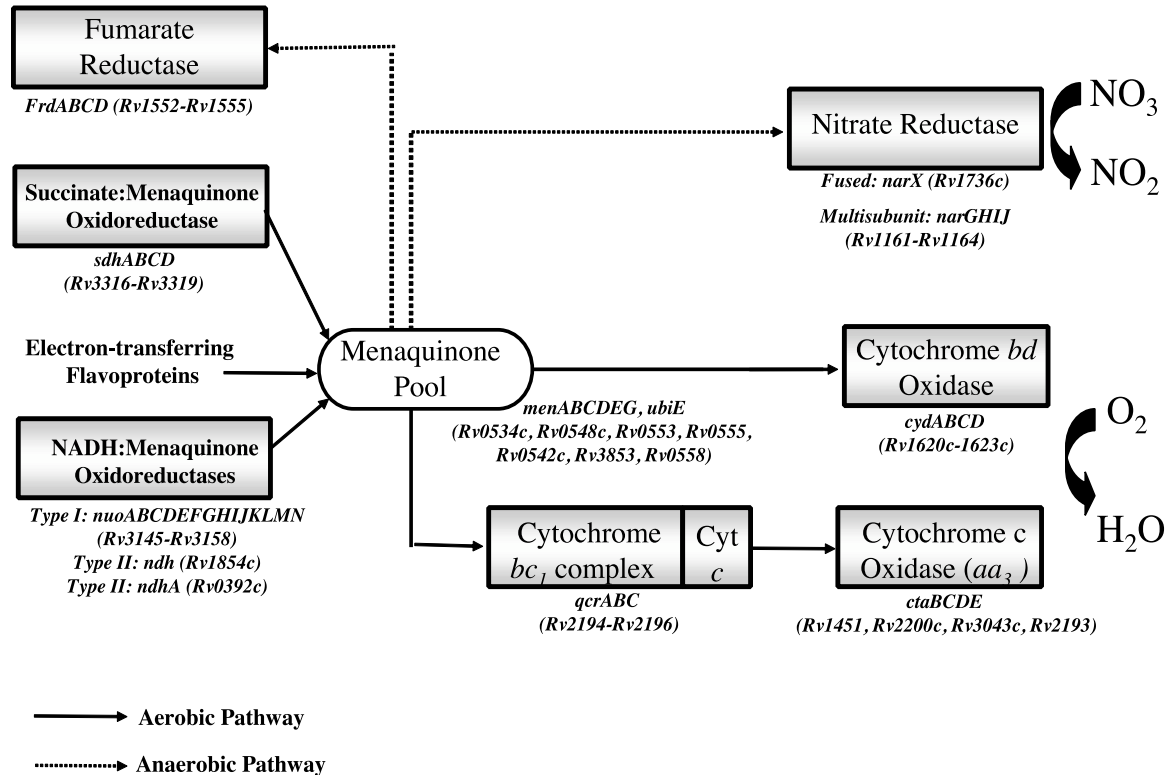 Fumarate
Reductase
FrdABCD (Rv1552-Rv1555)
Nitrate Reductase
NO3
NO2
Fused: narX (Rv1736c)
Multisubunit: narGHIJ
(Rv1161-Rv1164)
Succinate:Menaquinone
Oxidoreductase
sdhABCD
(Rv3316-Rv3319)
Electron-transferring
Flavoproteins
Menaquinone
Pool
menABCDEG, ubiE
(Rv0534c, Rv0548c, Rv0553, Rv0555,
Rv0542c, Rv3853, Rv0558)
Cytochrome bd
Oxidase
cydABCD
(Rv1620c-1623c)
O2
H2O
NADH:Menaquinone
Oxidoreductases
Type I: nuoABCDEFGHIJKLMN
(Rv3145-Rv3158)
Type II: ndh (Rv1854c)
Type II: ndhA (Rv0392c)
Cytochrome
bc1 complex
Cyt
c
qcrABC
(Rv2194-Rv2196)
Cytochrome c
Oxidase (aa3 )
ctaBCDE
(Rv1451, Rv2200c, Rv3043c, Rv2193)
Aerobic Pathway
Anaerobic Pathway